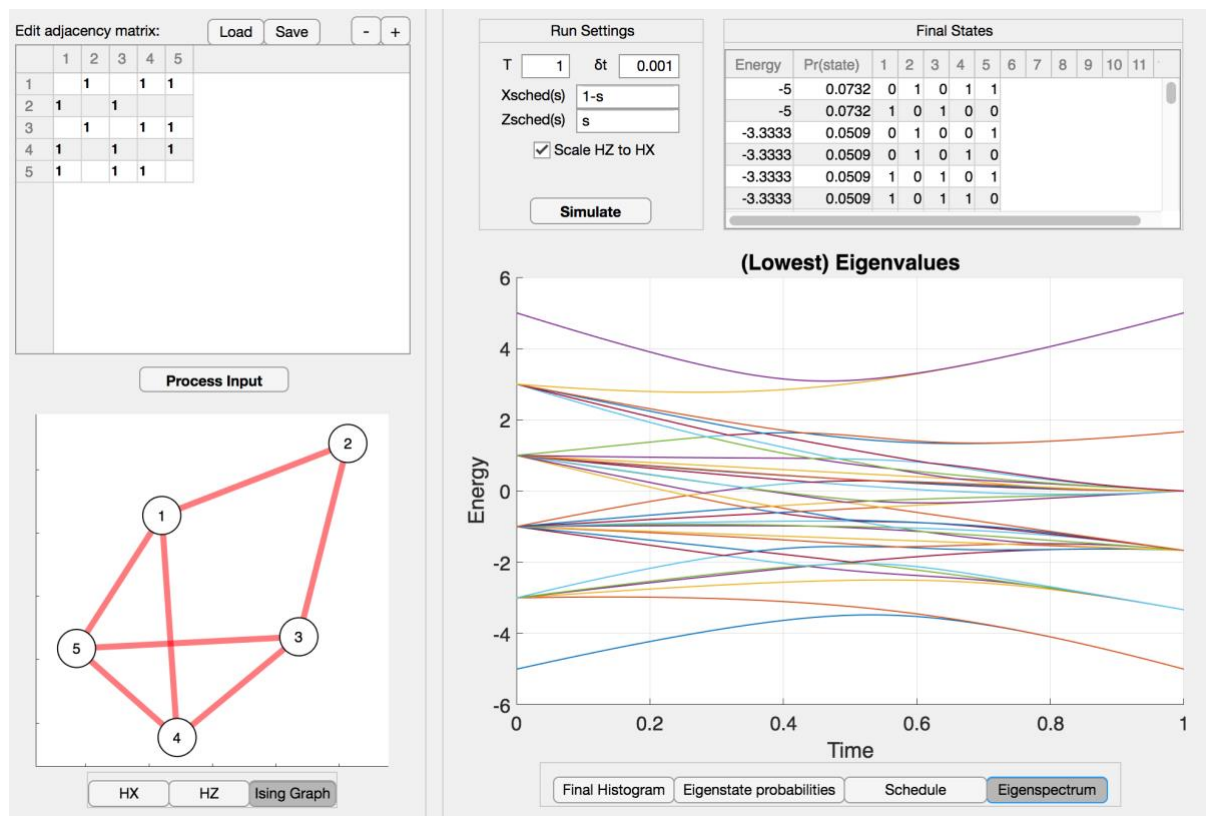 Edit adjacency matrix:
Load
Save
-
+
1 2 3 4 5
1 1 1 1
2 1 1
3 1 1 1
4 1 1 1
5 1 1 1
Process Input
2
1
3
5
4
HX
HZ
Ising Graph
Run Settings
T 1 δt 0.001
Xsched(s) 1-s
Zsched(s) s
Scale HZ to HX
Simulate
Final States
Energy Pr(state) 1 2 3 4 5 6 7 8 9 10 11
-5 0.0732 0 1 0 1 1
-5 0.0732 1 0 1 0 0
-3.3333 0.0509 0 1 0 0 1
-3.3333 0.0509 0 1 0 1 0
-3.3333 0.0509 1 0 1 0 1
-3.3333 0.0509 1 0 1 1 0
(Lowest) Eigenvalues
6
4
2
0
-2
-4
-6
Energy
0 0.2 0.4 0.6 0.8 1
Time
Final Histogram
Eigenstate probabilities
Schedule
Eigenspectrum